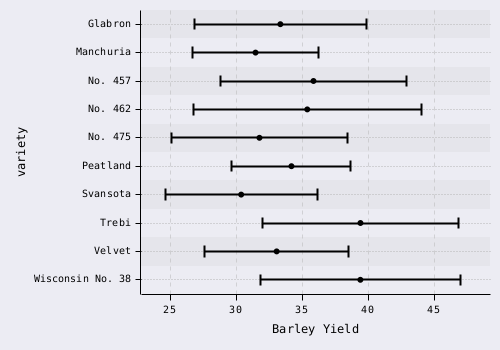 Glabron
Manchuria
No. 457
No. 462
No. 475
Peatland
Svansota
Trebi
Velvet
Wisconsin No. 38
variety
25 30 35 40 45
Barley Yield